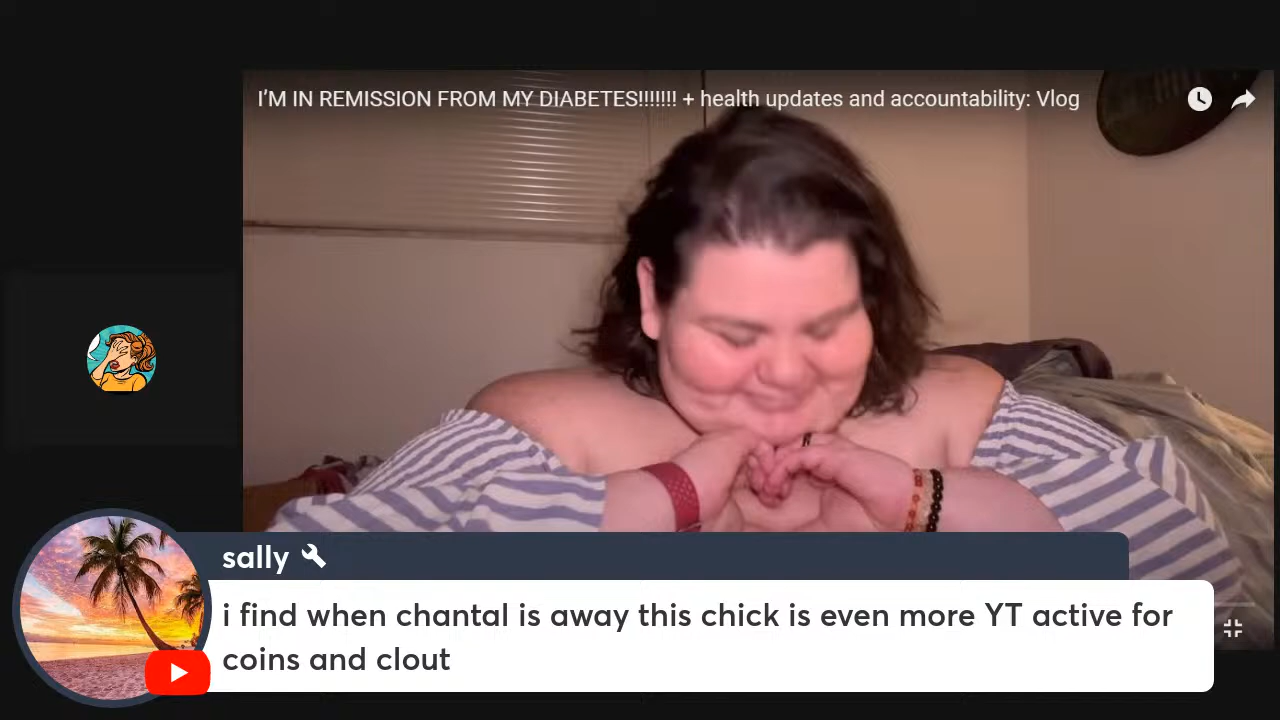 I'M IN REMISSION FROM MY DIABETES!!!!!!! + health updates and accountability: Vlog
sally
i find when chantal is away this chick is even more YT active for
coins and clout